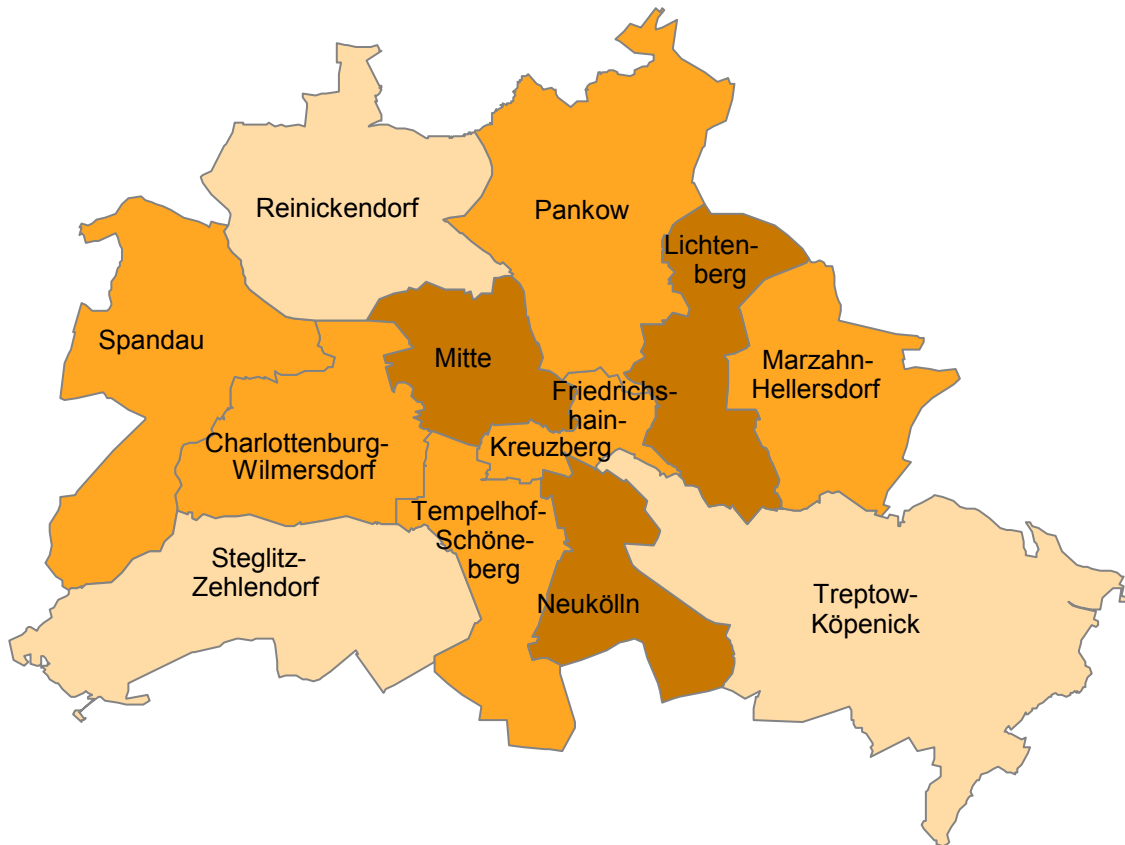 Reinickendorf
Pankow
Lichten-
berg
Spandau
Mitte
Marzahn-
Hellersdorf
Friedrichs-
hain-
Kreuzberg
Charlottenburg-
Wilmersdorf
Tempelhof-
Schöne-
berg
Steglitz-
Zehlendorf
Neukölln
Treptow-
Köpenick